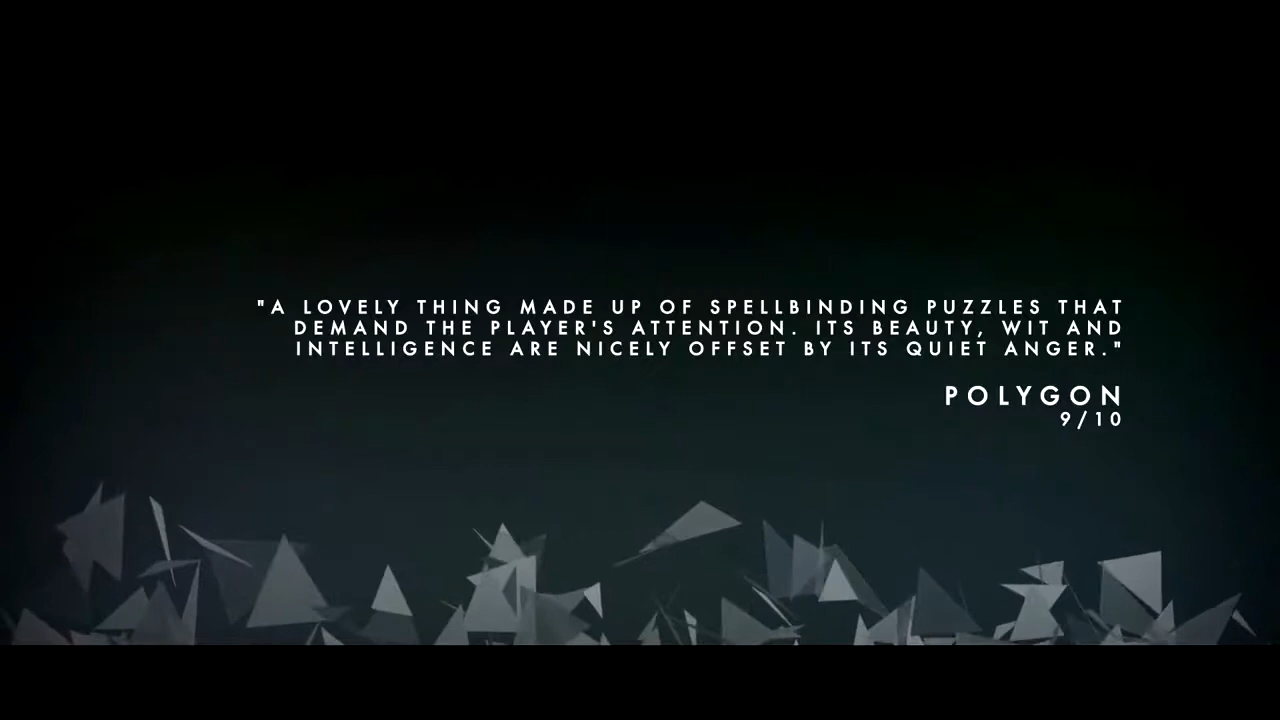 "A LOVELY THING MADE UP OF SPELLBINDING PUZZLES THAT
DEMAND THE PLAYER'S ATTENTION. ITS BEAUTY, WIT AND
INTELLIGENCE ARE NICELY OFFSET BY ITS QUIET ANGER."
POLYGON
9/10